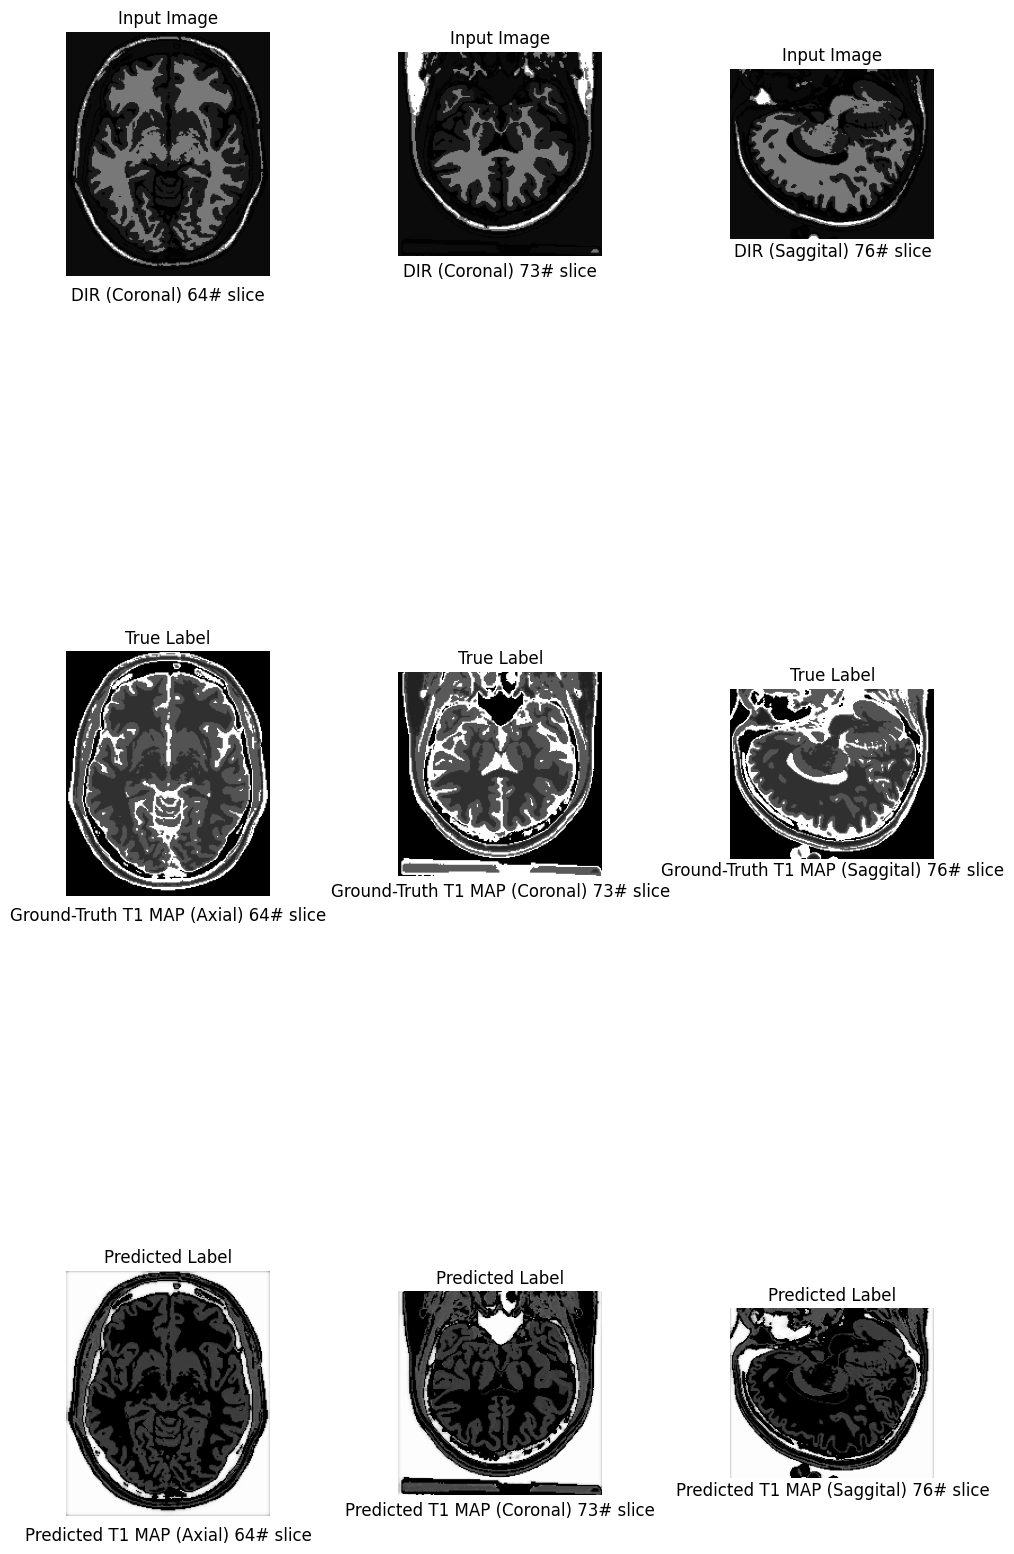 Input Image
Input Image
Input Image
DIR (Coronal) 64# slice
DIR (Coronal) 73# slice
DIR (Saggital) 76# slice
True Label
True Label
True Label
Ground-Truth T1 MAP (Axial) 64# slice
Ground-Truth T1 MAP (Coronal) 73# slice
Ground-Truth T1 MAP (Saggital) 76# slice
Predicted Label
Predicted Label
Predicted Label
Predicted T1 MAP (Axial) 64# slice
Predicted T1 MAP (Coronal) 73# slice
Predicted T1 MAP (Saggital) 76# slice